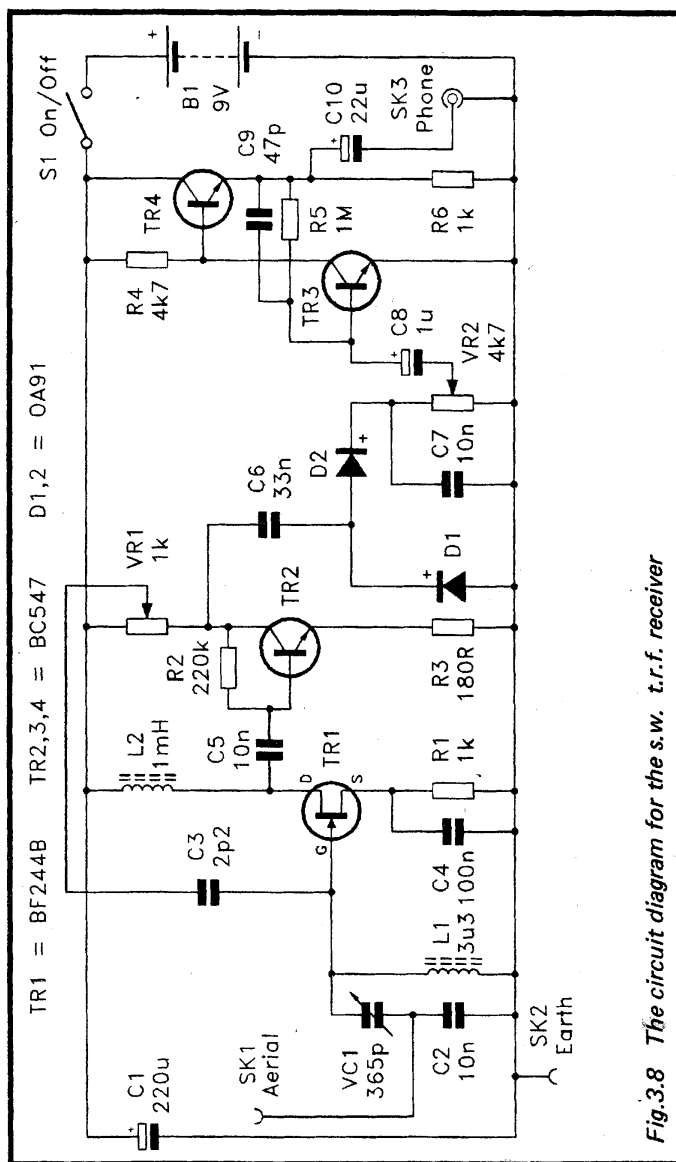 TR1 = BF244B TR2,3,4 = BC547 D1,2 = OA91
S1 On/Off
+
B1
9V
−
C1
220u
+
SK1
Aerial
VC1
365p
C2
10n
SK2
Earth
L1
3u3
C3
2p2
G
D
S
TR1
C4
100n
R1
1k
L2
1mH
C5
10n
R2
220k
VR1
1k
TR2
R3
180R
C6
33n
D1
+
D2
+
C7
10n
VR2
4k7
C8
1u
+
TR3
R4
4k7
TR4
C9
47p
R5
1M
R6
1k
C10
22u
+
SK3
Phone
Fig.3.8 The circuit diagram for the s.w. t.r.f. receiver